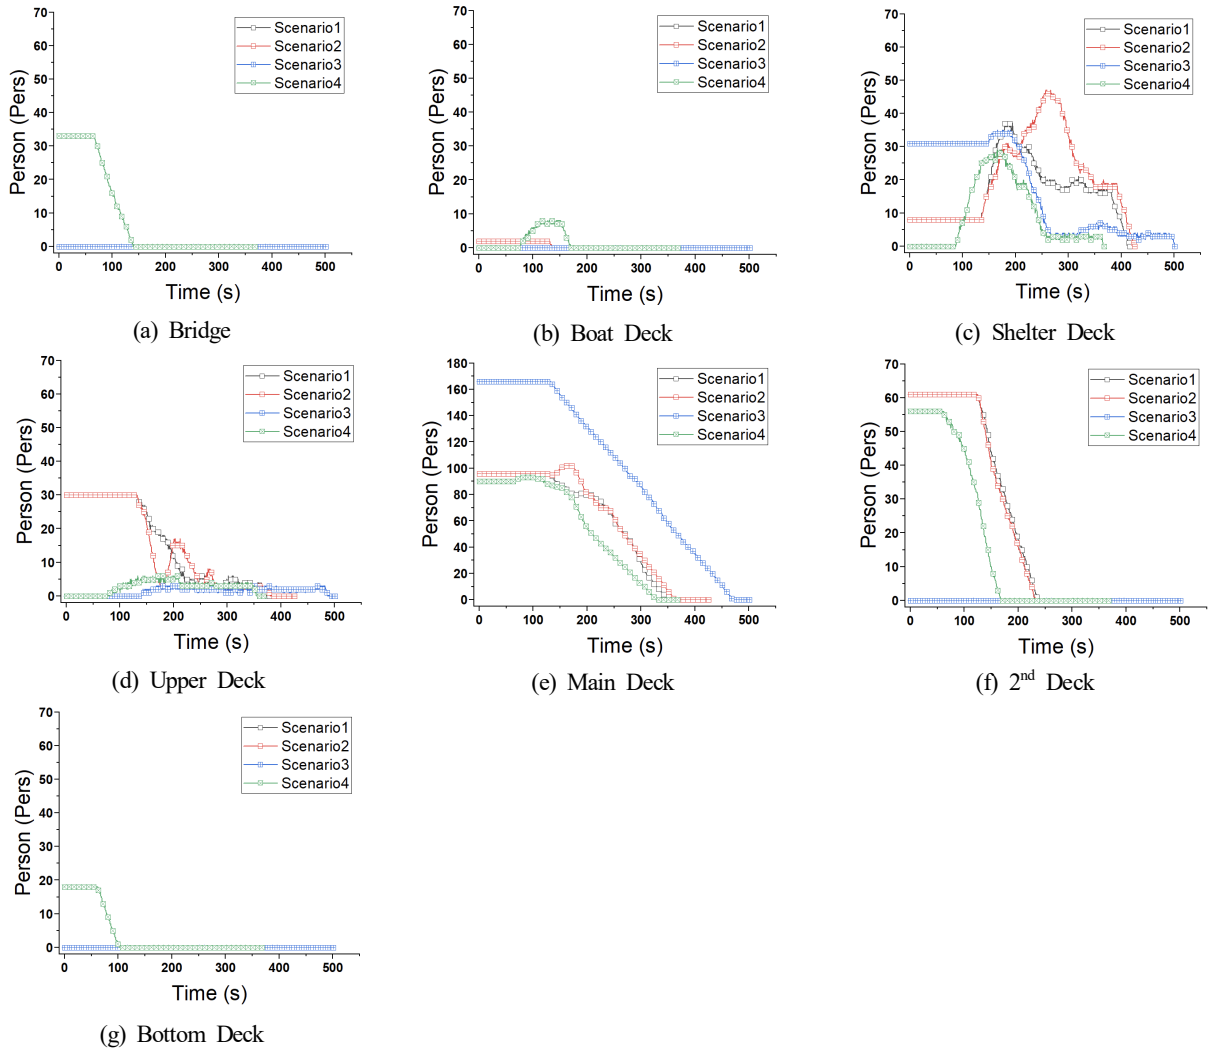 70
60
50
40
30
20
10
0
Person (Pers)
0 100 200 300 400 500
Time (s)
Scenario1
Scenario2
Scenario3
Scenario4
(a) Bridge
70
60
50
40
30
20
10
0
Person (Pers)
0 100 200 300 400 500
Time (s)
Scenario1
Scenario2
Scenario3
Scenario4
(b) Boat Deck
70
60
50
40
30
20
10
0
Person (Pers)
0 100 200 300 400 500
Time (s)
Scenario1
Scenario2
Scenario3
Scenario4
(c) Shelter Deck
70
60
50
40
30
20
10
0
Person (Pers)
0 100 200 300 400 500
Time (s)
Scenario1
Scenario2
Scenario3
Scenario4
(d) Upper Deck
180
160
140
120
100
80
60
40
20
0
Person (Pers)
0 100 200 300 400 500
Time (s)
Scenario1
Scenario2
Scenario3
Scenario4
(e) Main Deck
70
60
50
40
30
20
10
0
Person (Pers)
0 100 200 300 400 500
Time (s)
Scenario1
Scenario2
Scenario3
Scenario4
(f) 2nd Deck
70
60
50
40
30
20
10
0
Person (Pers)
0 100 200 300 400 500
Time (s)
Scenario1
Scenario2
Scenario3
Scenario4
(g) Bottom Deck